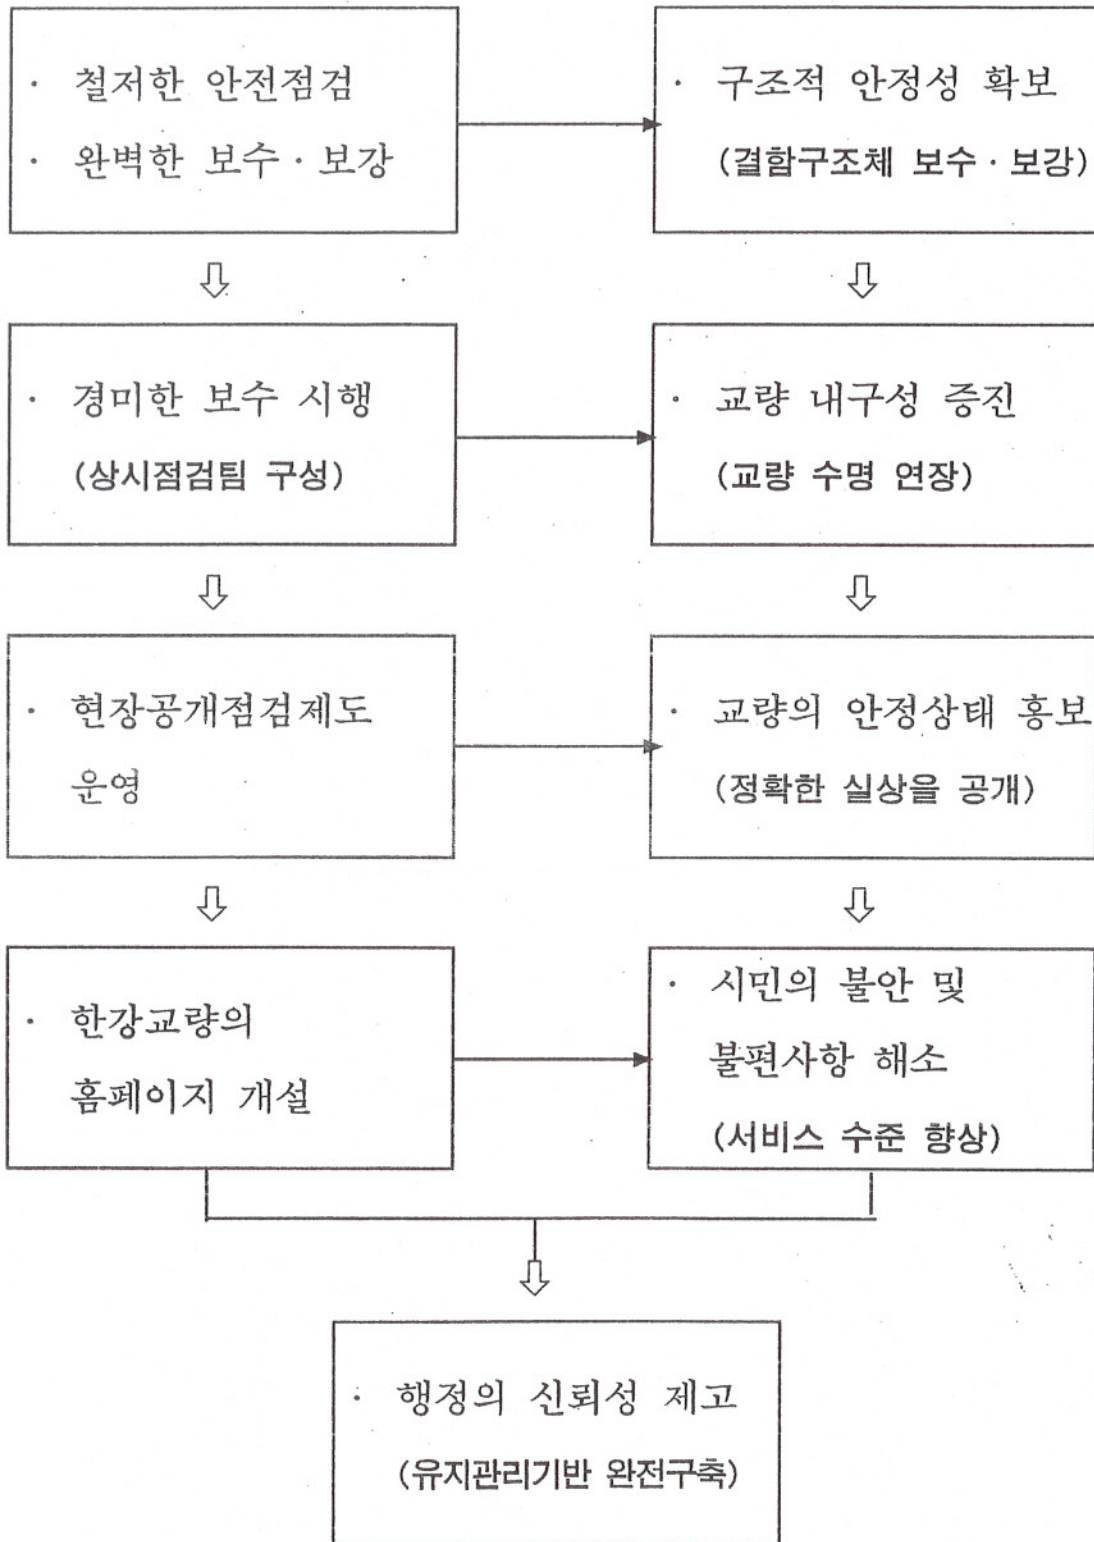 · 철저한 안전점검
· 완벽한 보수 · 보강
· 구조적 안정성 확보
(결함구조체 보수 · 보강)
· 경미한 보수 시행
(상시점검팀 구성)
· 교량 내구성 증진
(교량 수명 연장)
· 현장공개점검제도
운영
· 교량의 안정상태 홍보
(정확한 실상을 공개)
· 한강교량의
홈페이지 개설
· 시민의 불안 및
불편사항 해소
(서비스 수준 향상)
· 행정의 신뢰성 제고
(유지관리기반 완전구축)